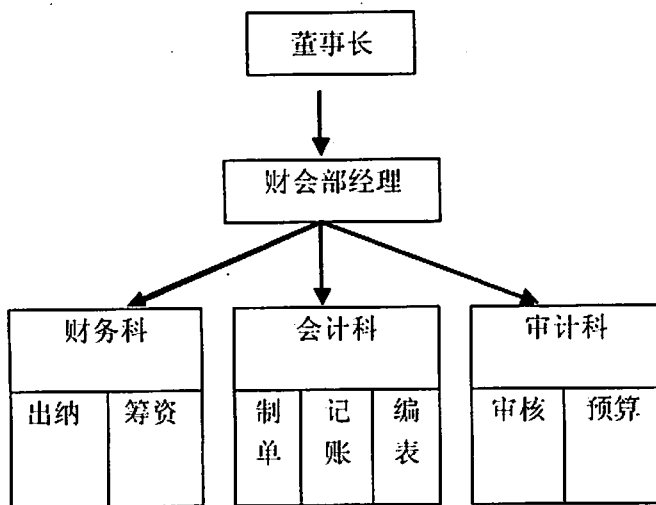 董事长
财会部经理
财务科
会计科
审计科
出纳
筹资
制单
记账
编表
审核
预算